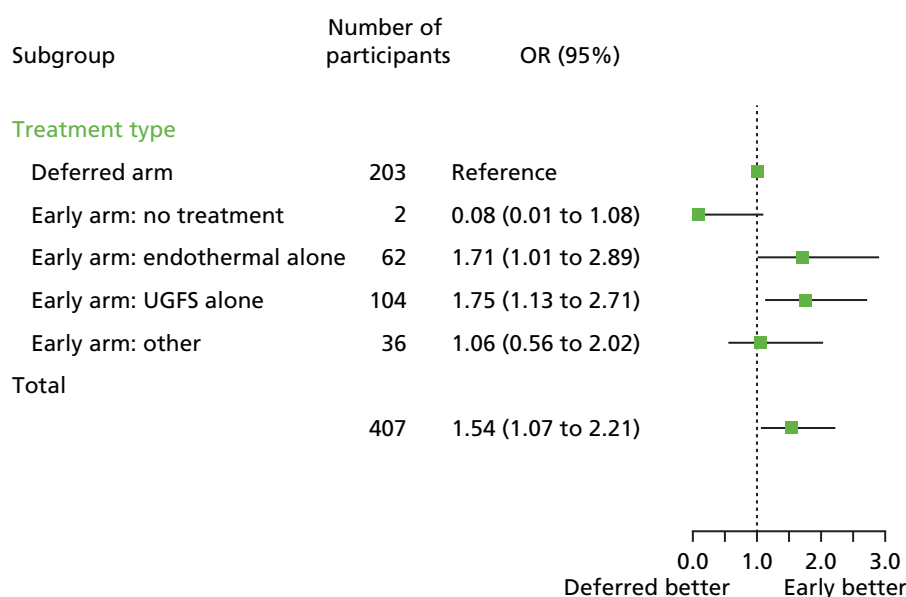 Number of
Subgroup participants OR (95%)
Treatment type
Deferred arm 203 Reference
Early arm: no treatment 2 0.08 (0.01 to 1.08)
Early arm: endothermal alone 62 1.71 (1.01 to 2.89)
Early arm: UGFS alone 104 1.75 (1.13 to 2.71)
Early arm: other 36 1.06 (0.56 to 2.02)
Total
407 1.54 (1.07 to 2.21)
0.0 1.0 2.0 3.0
Deferred better Early better